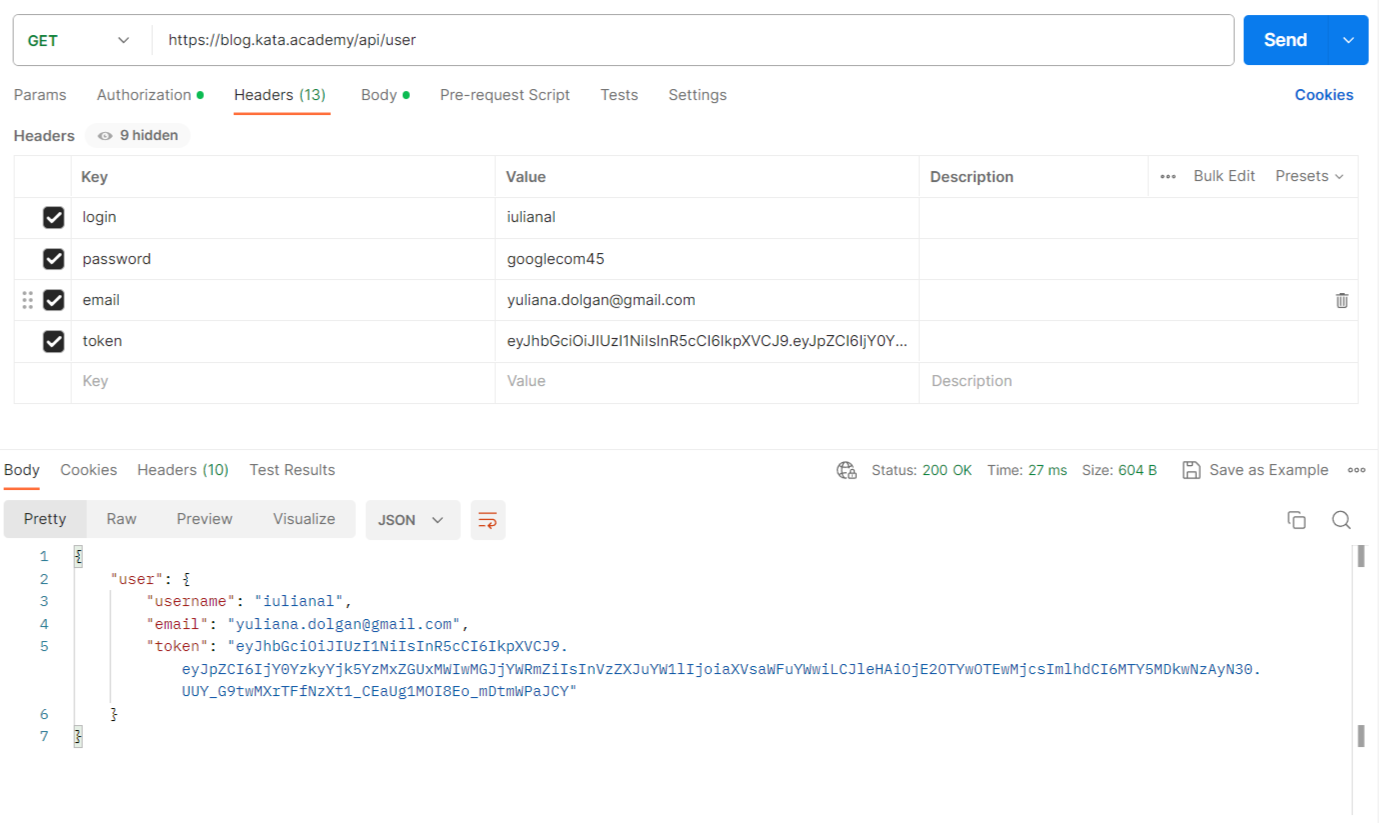 GET https://blog.kata.academy/api/user Send
Params Authorization Headers (13) Body Pre-request Script Tests Settings Cookies
Headers 9 hidden
Key Value Description Bulk Edit Presets
login iulianal
password googlecom45
email yuliana.dolgan@gmail.com
token eyJhbGciOiJIUzI1NiIsInR5cCI6IkpXVCJ9.eyJpZCI6IjY0Y...
Key Value Description
Body Cookies Headers (10) Test Results Status: 200 OK Time: 27 ms Size: 604 B Save as Example
Pretty Raw Preview Visualize JSON
1 {
2 "user": {
3 "username": "iulianal",
4 "email": "yuliana.dolgan@gmail.com",
5 "token": "eyJhbGciOiJIUzI1NiIsInR5cCI6IkpXVCJ9.
eyJpZCI6IjY0YzkyYjk5YzMxZGUxMWIwMGJjYWRmZiIsInVzZXJuYW1lIjoiaXVsaWFuYWwiLCJleHAiOjE2OTYwOTEwMjcsImlhdCI6MTY5MDkwNzAyN30.
UUY_G9twMXrTFfNzXt1_CEaUg1MOI8Eo_mDtmWPaJCY"
6 }
7 }